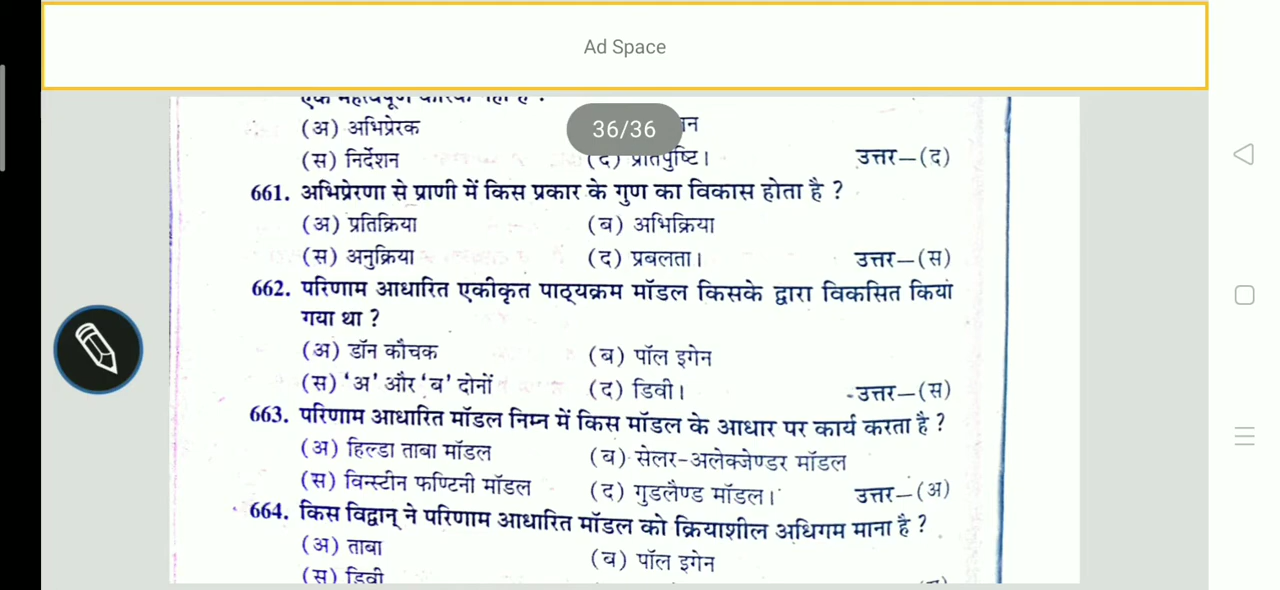 Ad Space
36/36
(अ) अभिप्रेरक
(स) निर्देशन (द) प्रतिपुष्टि। उत्तर–(द)
661. अभिप्रेरणा से प्राणी में किस प्रकार के गुण का विकास होता है ?
(अ) प्रतिक्रिया (ब) अभिक्रिया
(स) अनुक्रिया (द) प्रबलता। उत्तर–(स)
662. परिणाम आधारित एकीकृत पाठ्यक्रम मॉडल किसके द्वारा विकसित किया
गया था ?
(अ) डॉन कौचक (ब) पॉल इगेन
(स) ‘अ’ और ‘ब’ दोनों (द) डिवी। उत्तर–(स)
663. परिणाम आधारित मॉडल निम्न में किस मॉडल के आधार पर कार्य करता है ?
(अ) हिल्डा ताबा मॉडल (ब) सेलर-अलेक्जेण्डर मॉडल
(स) विन्स्टीन फण्टिनी मॉडल (द) गुडलैण्ड मॉडल। उत्तर–(अ)
664. किस विद्वान् ने परिणाम आधारित मॉडल को क्रियाशील अधिगम माना है ?
(अ) ताबा (ब) पॉल इगेन
(स) डिवी